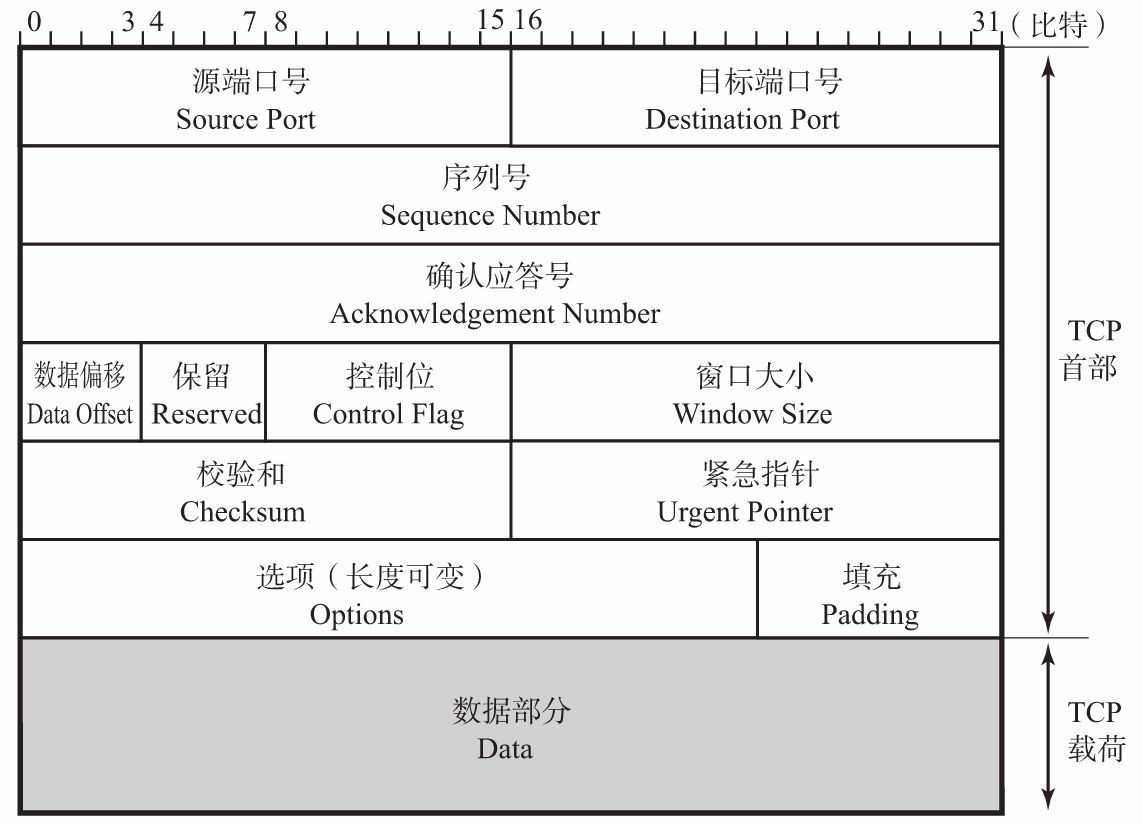 0 3 4 7 8 15 16 31 (比特)
源端口号
Source Port
目标端口号
Destination Port
序列号
Sequence Number
确认应答号
Acknowledgement Number
数据偏移
Data Offset
保留
Reserved
控制位
Control Flag
窗口大小
Window Size
校验和
Checksum
紧急指针
Urgent Pointer
选项(长度可变)
Options
填充
Padding
TCP
首部
数据部分
Data
TCP
载荷